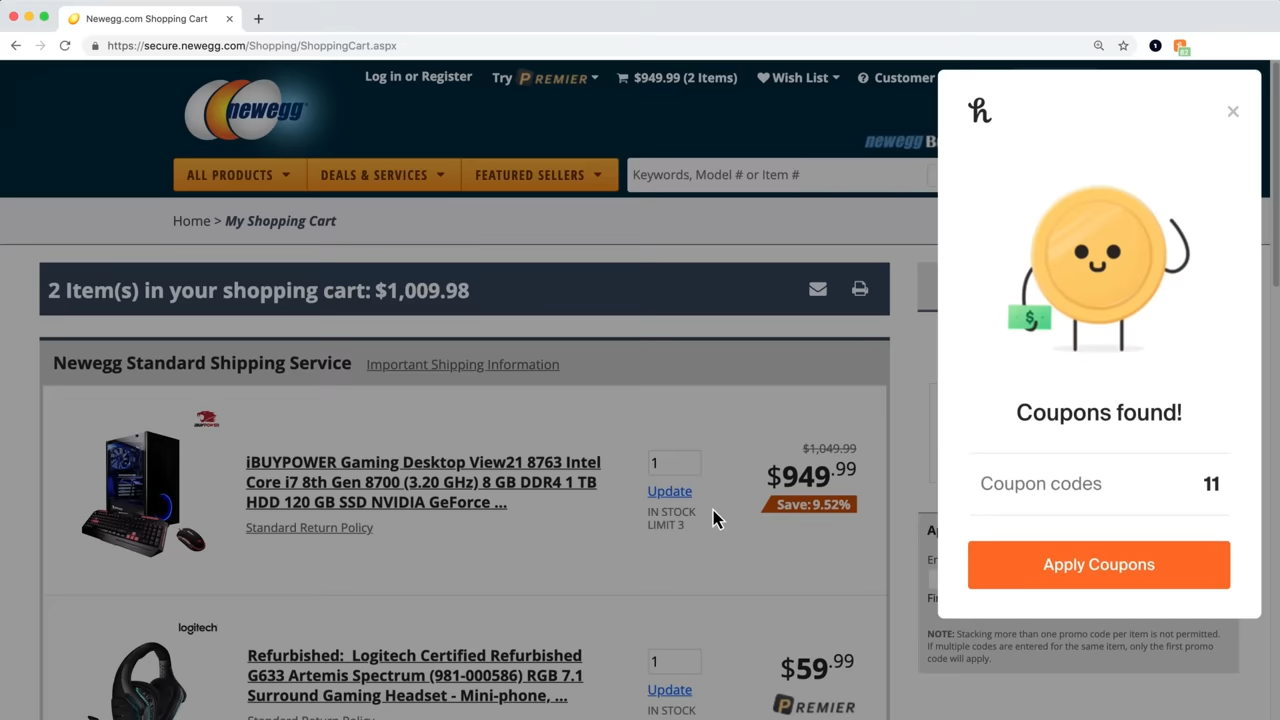 Newegg.com Shopping Cart
https://secure.newegg.com/Shopping/ShoppingCart.aspx
82
Log in or Register Try PREMIER $949.99 (2 Items) Wish List Customer
newegg
newegg B
ALL PRODUCTS DEALS & SERVICES FEATURED SELLERS Keywords, Model # or Item #
Home > My Shopping Cart
2 Item(s) in your shopping cart: $1,009.98
Newegg Standard Shipping Service Important Shipping Information
iBUYPOWER Gaming Desktop View21 8763 Intel
Core i7 8th Gen 8700 (3.20 GHz) 8 GB DDR4 1 TB
HDD 120 GB SSD NVIDIA GeForce ...
Standard Return Policy
1
Update
IN STOCK
LIMIT 3
$1,049.99
$949.99
Save: 9.52%
logitech
Refurbished: Logitech Certified Refurbished
G633 Artemis Spectrum (981-000586) RGB 7.1
Surround Gaming Headset - Mini-phone, ...
Standard Return Policy
1
Update
IN STOCK
$59.99
PREMIER
h
$
Coupons found!
Coupon codes 11
Apply Coupons
NOTE: Stacking more than one promo code per item is not permitted.
If multiple codes are entered for the same item, only the first promo
code will apply.